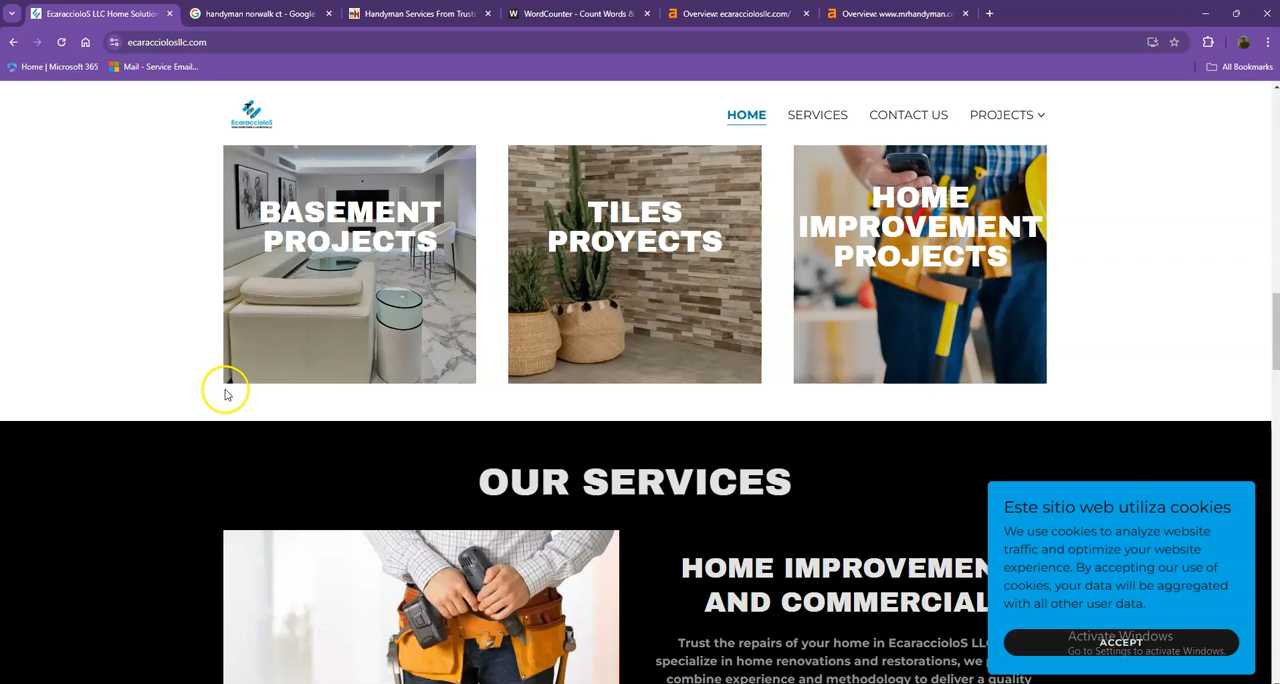 EcaraccioloS LLC Home Solutio
handyman norwalk ct - Google
Handyman Services From Trust
WordCounter - Count Words &
Overview: ecaracciolosllc.com/
Overview: www.mrhandyman.c
ecaracciolosllc.com
Home | Microsoft 365
Mail - Service Email...
All Bookmarks
EcaraccioloS
HOME
SERVICES
CONTACT US
PROJECTS
BASEMENT
PROJECTS
TILES
PROYECTS
HOME
IMPROVEMENT
PROJECTS
OUR SERVICES
HOME IMPROVEMEN
AND COMMERCIAL
Trust the repairs of your home in EcaraccioloS LL
specialize in home renovations and restorations, we p
combine experience and methodology to deliver a quality
Este sitio web utiliza cookies
We use cookies to analyze website
traffic and optimize your website
experience. By accepting our use of
cookies, your data will be aggregated
with all other user data.
ACCEPT
Activate Windows
Go to Settings to activate Windows.